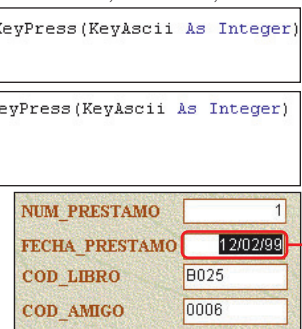 KeyPress(KeyAscii As Integer)
eyPress(KeyAscii As Integer)
NUM_PRESTAMO 1
FECHA_PRESTAMO 12/02/99
COD_LIBRO B025
COD_AMIGO 0006